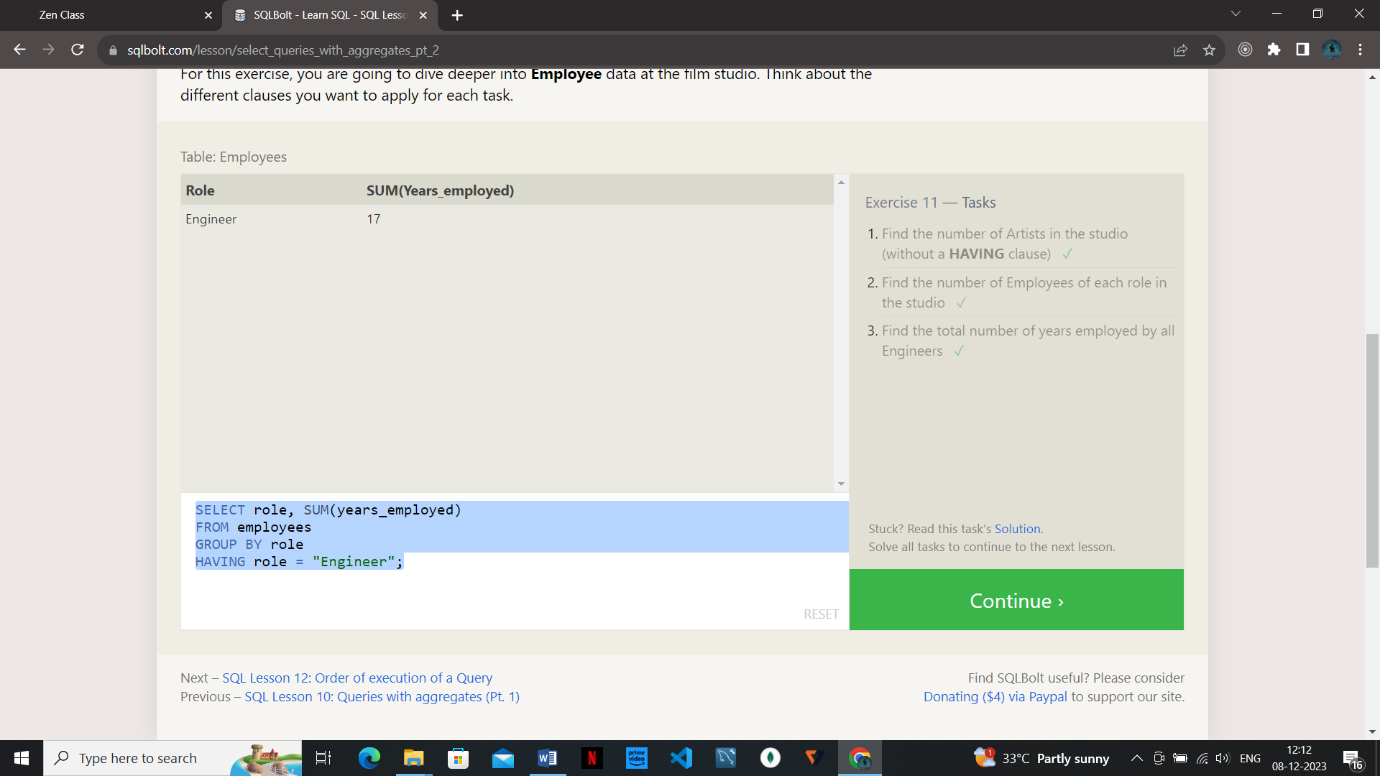 Zen Class
SQLBolt - Learn SQL - SQL Lesso
sqlbolt.com/lesson/select_queries_with_aggregates_pt_2
For this exercise, you are going to dive deeper into Employee data at the film studio. Think about the
different clauses you want to apply for each task.
Table: Employees
Role SUM(Years_employed)
Engineer 17
Exercise 11 — Tasks
1. Find the number of Artists in the studio
(without a HAVING clause) ✓
2. Find the number of Employees of each role in
the studio ✓
3. Find the total number of years employed by all
Engineers ✓
SELECT role, SUM(years_employed)
FROM employees
GROUP BY role
HAVING role = "Engineer";
RESET
Stuck? Read this task's Solution.
Solve all tasks to continue to the next lesson.
Continue ›
Next – SQL Lesson 12: Order of execution of a Query
Previous – SQL Lesson 10: Queries with aggregates (Pt. 1)
Find SQLBolt useful? Please consider
Donating ($4) via Paypal to support our site.
Type here to search
prime video
1
33°C Partly sunny
ENG
12:12
08-12-2023
16